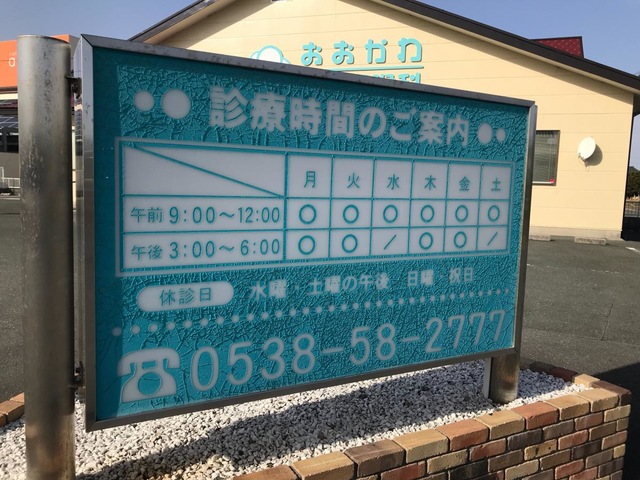 おおかわ
科
診療時間のご案内
月 火 水 木 金 土
午前 9:00〜12:00 ○ ○ ○ ○ ○ ○
午後 3:00〜6:00 ○ ○ / ○ ○ /
休診日 水曜・土曜の午後 日曜 祝日
☎0538-58-2777